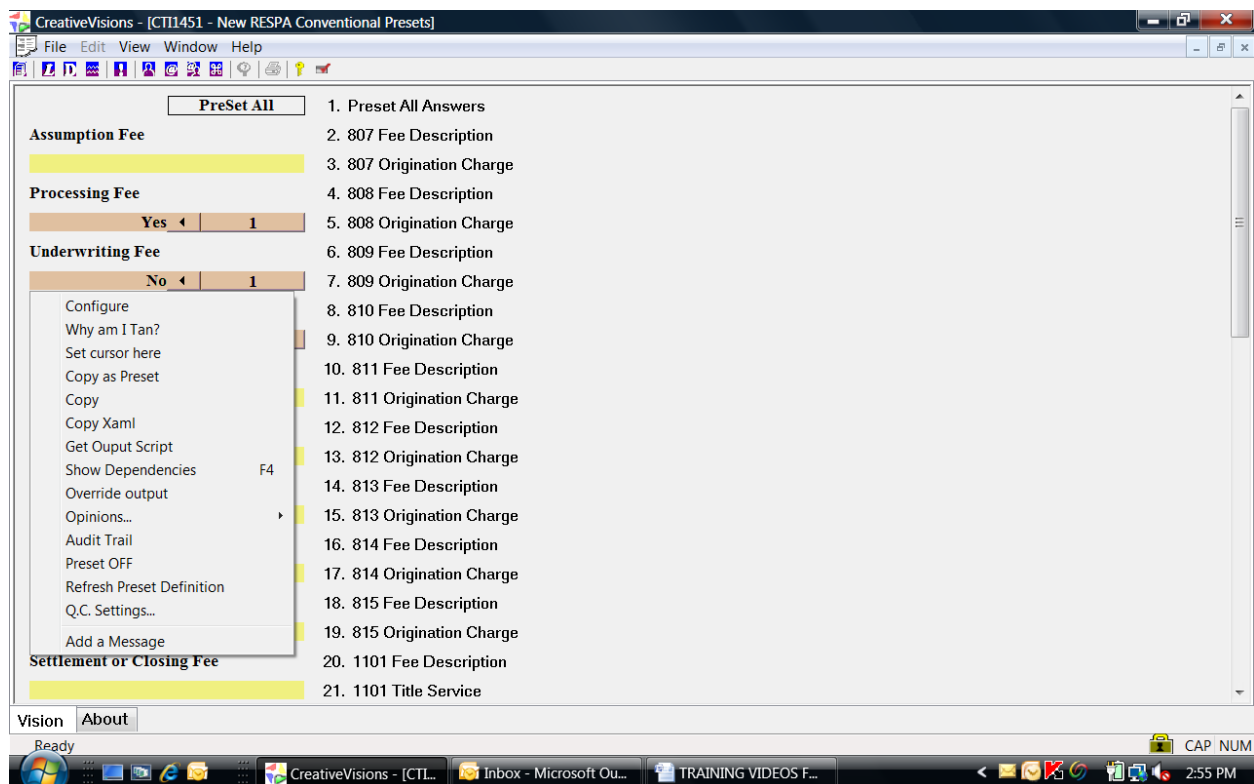 CreativeVisions - [CTI1451 - New RESPA Conventional Presets]
File Edit View Window Help
PreSet All 1. Preset All Answers
Assumption Fee 2. 807 Fee Description
3. 807 Origination Charge
Processing Fee 4. 808 Fee Description
Yes 1 5. 808 Origination Charge
Underwriting Fee 6. 809 Fee Description
No 1 7. 809 Origination Charge
Configure
Why am I Tan?
Set cursor here
Copy as Preset
Copy
Copy Xaml
Get Ouput Script
Show Dependencies F4
Override output
Opinions...
Audit Trail
Preset OFF
Refresh Preset Definition
Q.C. Settings...
Add a Message
8. 810 Fee Description
9. 810 Origination Charge
10. 811 Fee Description
11. 811 Origination Charge
12. 812 Fee Description
13. 812 Origination Charge
14. 813 Fee Description
15. 813 Origination Charge
16. 814 Fee Description
17. 814 Origination Charge
18. 815 Fee Description
19. 815 Origination Charge
Settlement or Closing Fee 20. 1101 Fee Description
21. 1101 Title Service
Vision About
Ready CAP NUM
CreativeVisions - [CTI... Inbox - Microsoft Ou... TRAINING VIDEOS F... 2:55 PM